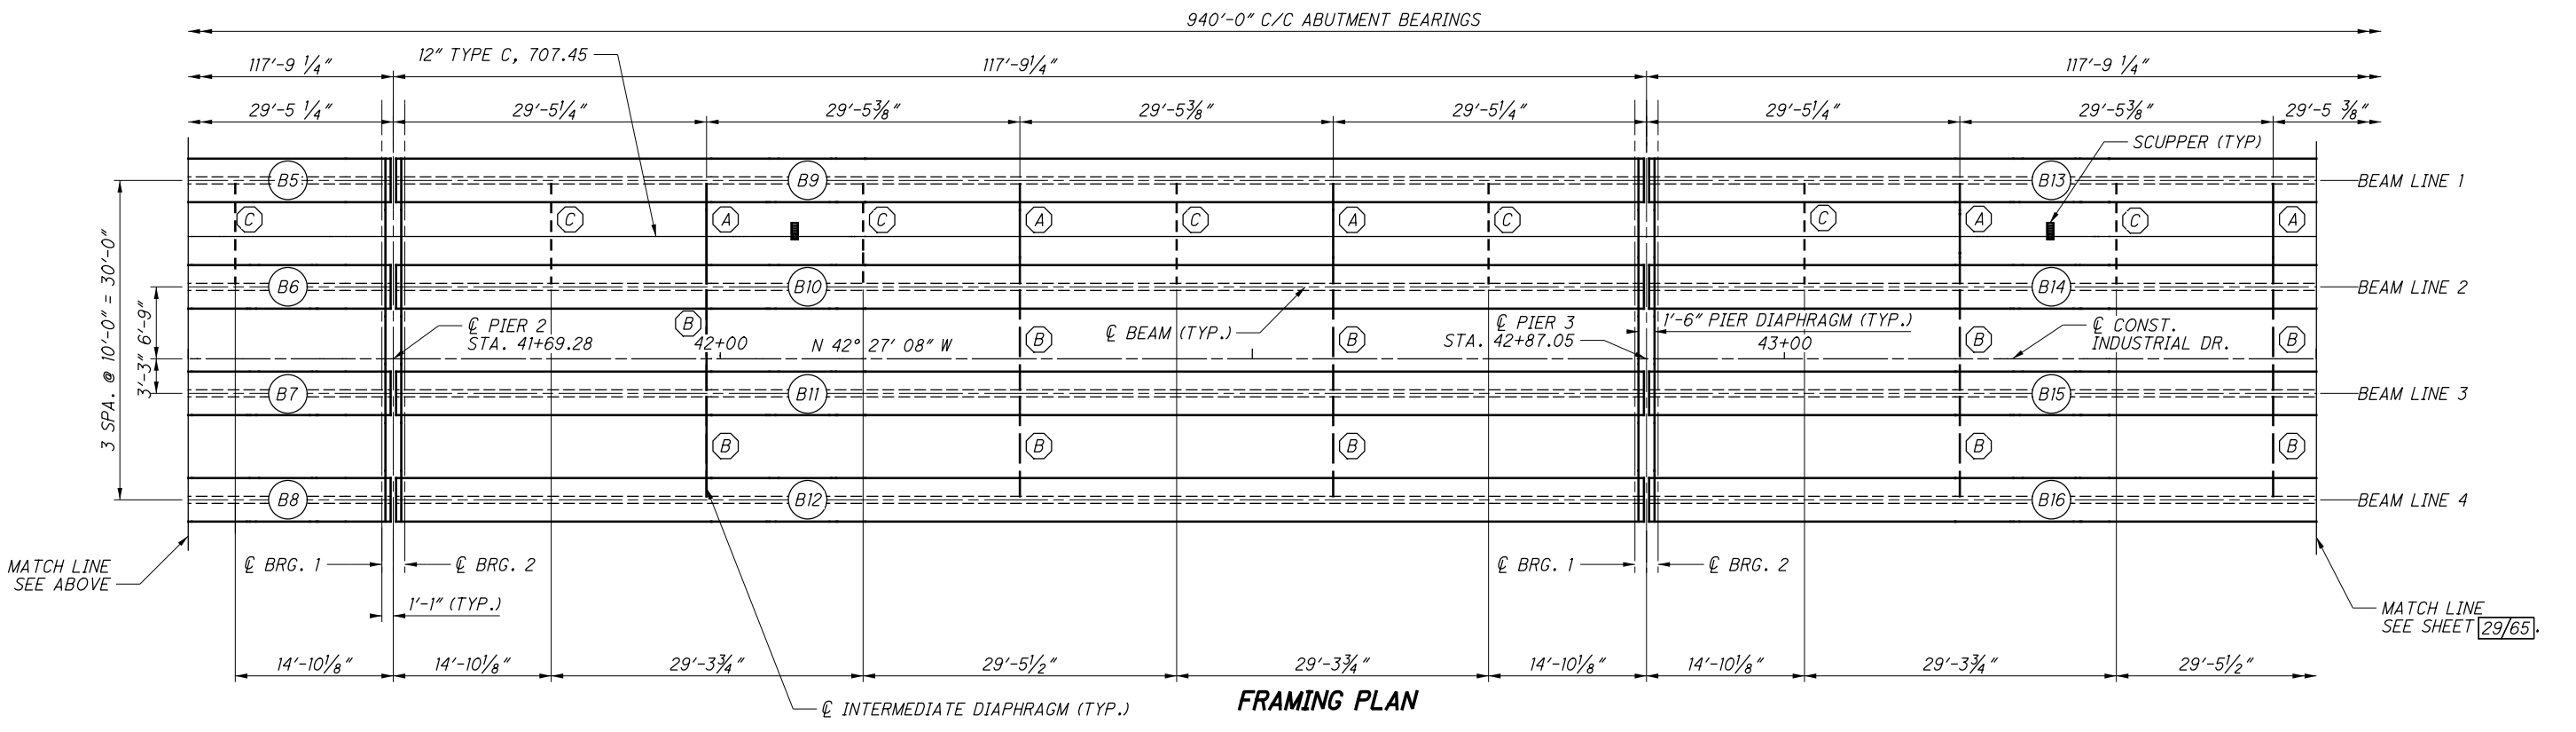 940'-0" C/C ABUTMENT BEARINGS
12" TYPE C, 707.45
117'-9 1/4" 117'-9 1/4" 117'-9 1/4"
29'-5 1/4" 29'-5 1/4" 29'-5 3/8" 29'-5 3/8" 29'-5 1/4" 29'-5 1/4" 29'-5 3/8" 29'-5 3/8"
SCUPPER (TYP)
B5 B9 B13 BEAM LINE 1
C C A C A C A C C A C A
B6 B10 B14 BEAM LINE 2
3 SPA. @ 10'-0" = 30'-0"
6'-9"
3'-3"
℄ PIER 2
STA. 41+69.28
B
42+00
N 42° 27' 08" W
B
℄ BEAM (TYP.)
B
℄ PIER 3
STA. 42+87.05
1'-6" PIER DIAPHRAGM (TYP.)
43+00
B
℄ CONST.
INDUSTRIAL DR.
B
B7 B11 B15 BEAM LINE 3
B B B B B
B8 B12 B16 BEAM LINE 4
MATCH LINE
SEE ABOVE
℄ BRG. 1 ℄ BRG. 2 ℄ BRG. 1 ℄ BRG. 2
1'-1" (TYP.)
MATCH LINE
SEE SHEET 29/65.
14'-10 1/8" 14'-10 1/8" 29'-3 3/4" 29'-5 1/2" 29'-3 3/4" 14'-10 1/8" 14'-10 1/8" 29'-3 3/4" 29'-5 1/2"
℄ INTERMEDIATE DIAPHRAGM (TYP.)
FRAMING PLAN